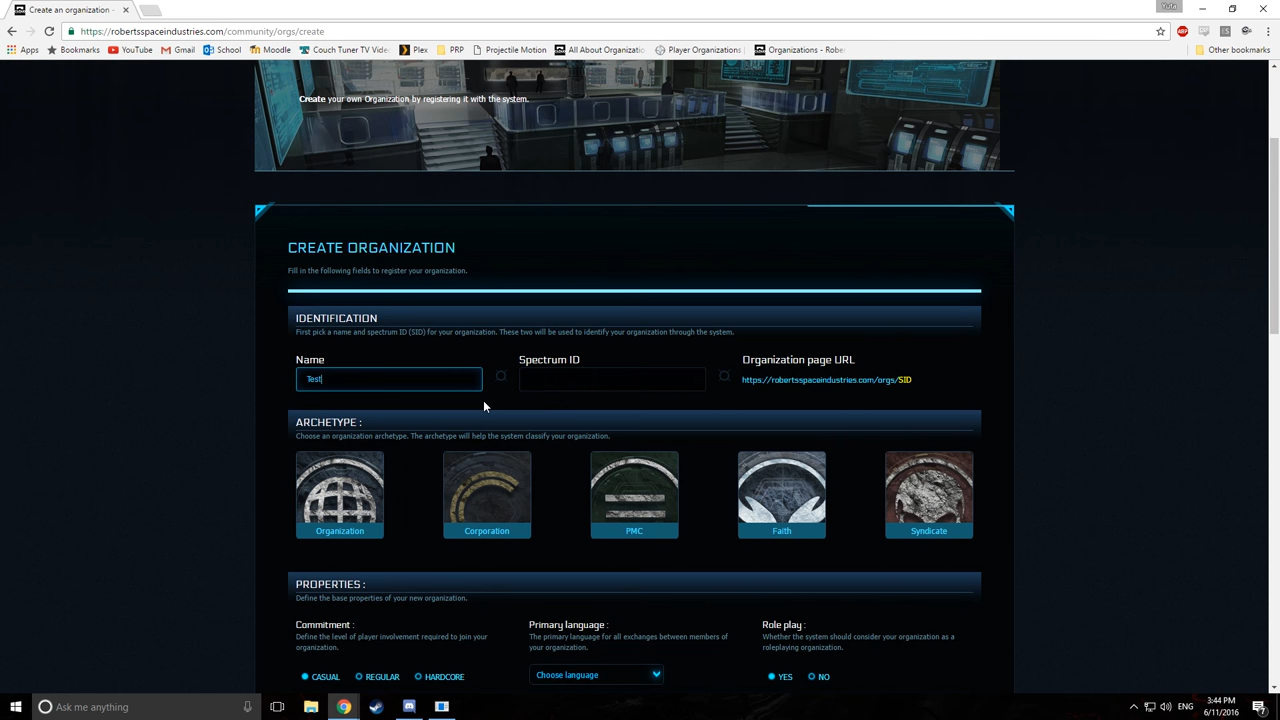 Create an organization -
Yuta
https://robertsspaceindustries.com/community/orgs/create
Apps Bookmarks YouTube Gmail School Moodle Couch Tuner TV Video Plex PRP Projectile Motion All About Organizatio Player Organizations Organizations - Rober Other bookmarks
Create your own Organization by registering it with the system.
CREATE ORGANIZATION
Fill in the following fields to register your organization.
IDENTIFICATION
First pick a name and spectrum ID (SID) for your organization. These two will be used to identify your organization through the system.
Name Spectrum ID Organization page URL
Test https://robertsspaceindustries.com/orgs/SID
ARCHETYPE :
Choose an organization archetype. The archetype will help the system classify your organization.
Organization Corporation PMC Faith Syndicate
PROPERTIES :
Define the base properties of your new organization.
Commitment : Primary language : Role play :
Define the level of player involvement required to join your The primary language for all exchanges between members of Whether the system should consider your organization as a
organization. your organization. roleplaying organization.
CASUAL REGULAR HARDCORE Choose language YES NO
Ask me anything ENG 3:44 PM
6/11/2016